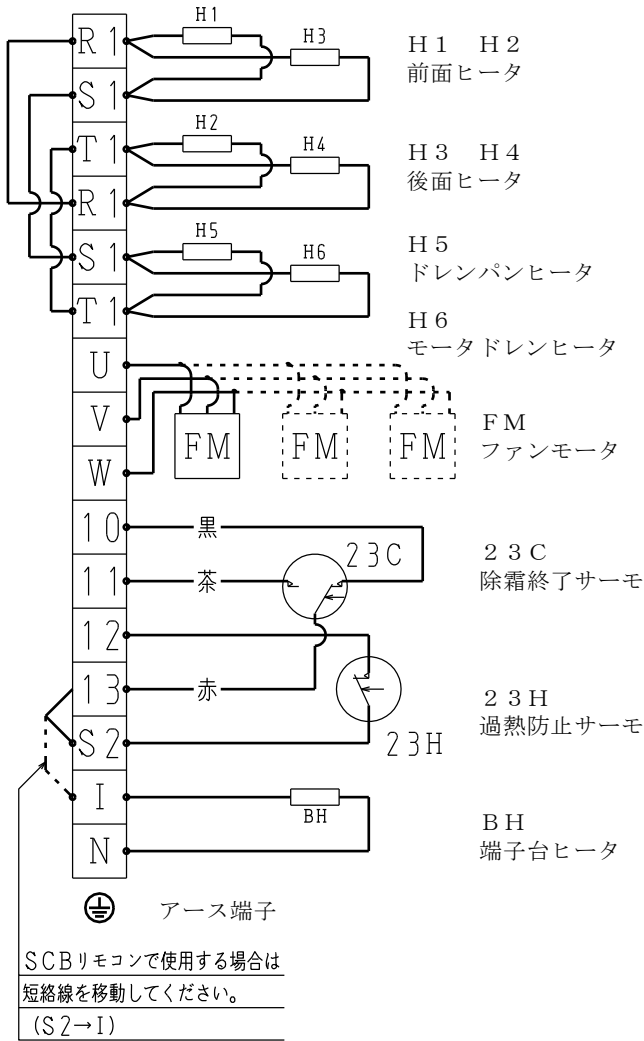 R1
H1
H3
H1 H2
前面ヒータ
S1
T1
H2
H4
H3 H4
後面ヒータ
R1
S1
H5
H6
H5
ドレンパンヒータ
T1
H6
モータドレンヒータ
U
V
FM
FM
FM
FM
ファンモータ
W
10
黒
23C
23C
除霜終了サーモ
11
茶
12
13
赤
23H
過熱防止サーモ
S2
23H
I
BH
BH
端子台ヒータ
N
アース端子
SCBリモコンで使用する場合は
短絡線を移動してください。
(S2→I)